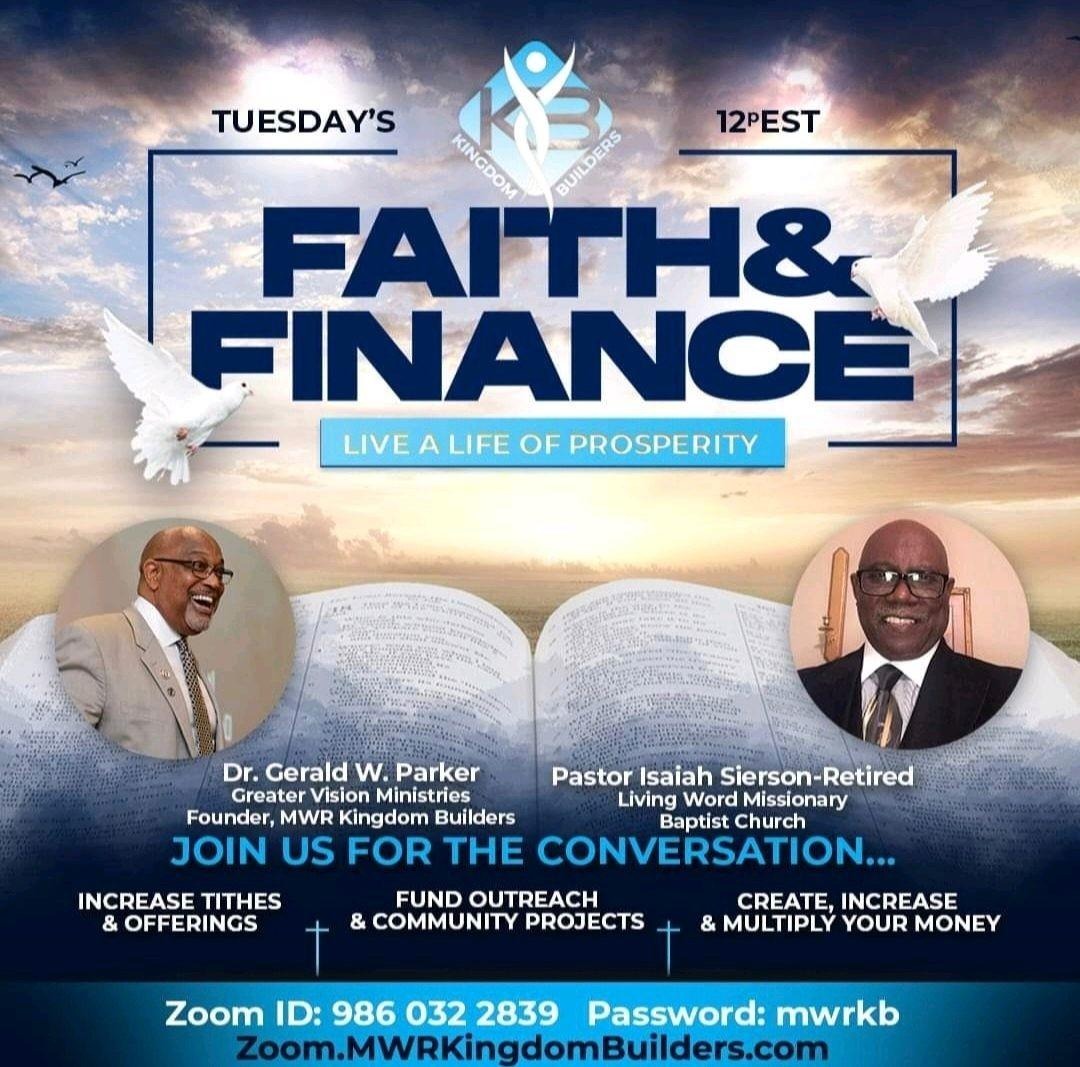 TUESDAY'S
12PEST
KB
KINGDOM BUILDERS
FAITH&
FINANCE
LIVE A LIFE OF PROSPERITY
Dr. Gerald W. Parker
Greater Vision Ministries
Founder, MWR Kingdom Builders
Pastor Isaiah Sierson-Retired
Living Word Missionary
Baptist Church
JOIN US FOR THE CONVERSATION...
INCREASE TITHES
& OFFERINGS
FUND OUTREACH
& COMMUNITY PROJECTS
CREATE, INCREASE
& MULTIPLY YOUR MONEY
Zoom ID: 986 032 2839 Password: mwrkb
Zoom.MWRKingdomBuilders.com